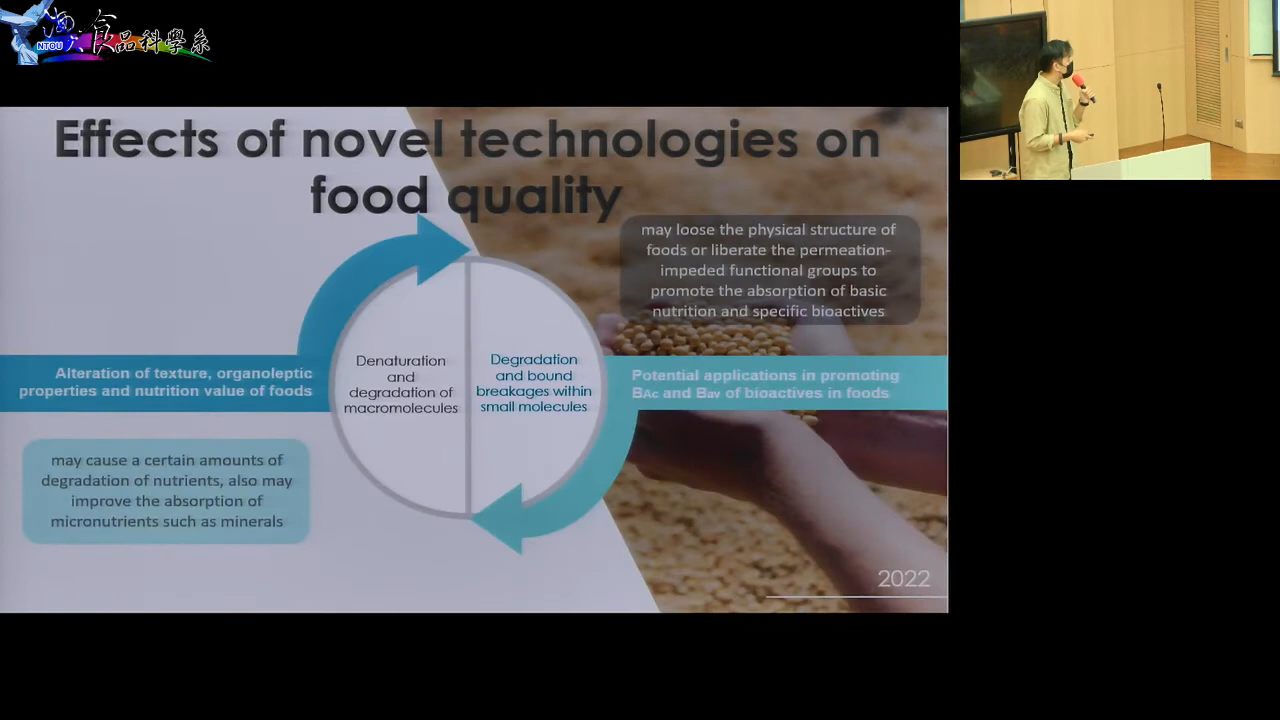 海大食品科學系
NTOU
Effects of novel technologies on
food quality
may loose the physical structure of
foods or liberate the permeation-
impeded functional groups to
promote the absorption of basic
nutrition and specific bioactives
Denaturation
and
degradation of
macromolecules
Degradation
and bound
breakages within
small molecules
Alteration of texture, organoleptic
properties and nutrition value of foods
Potential applications in promoting
BAc and Bav of bioactives in foods
may cause a certain amounts of
degradation of nutrients, also may
improve the absorption of
micronutrients such as minerals
2022